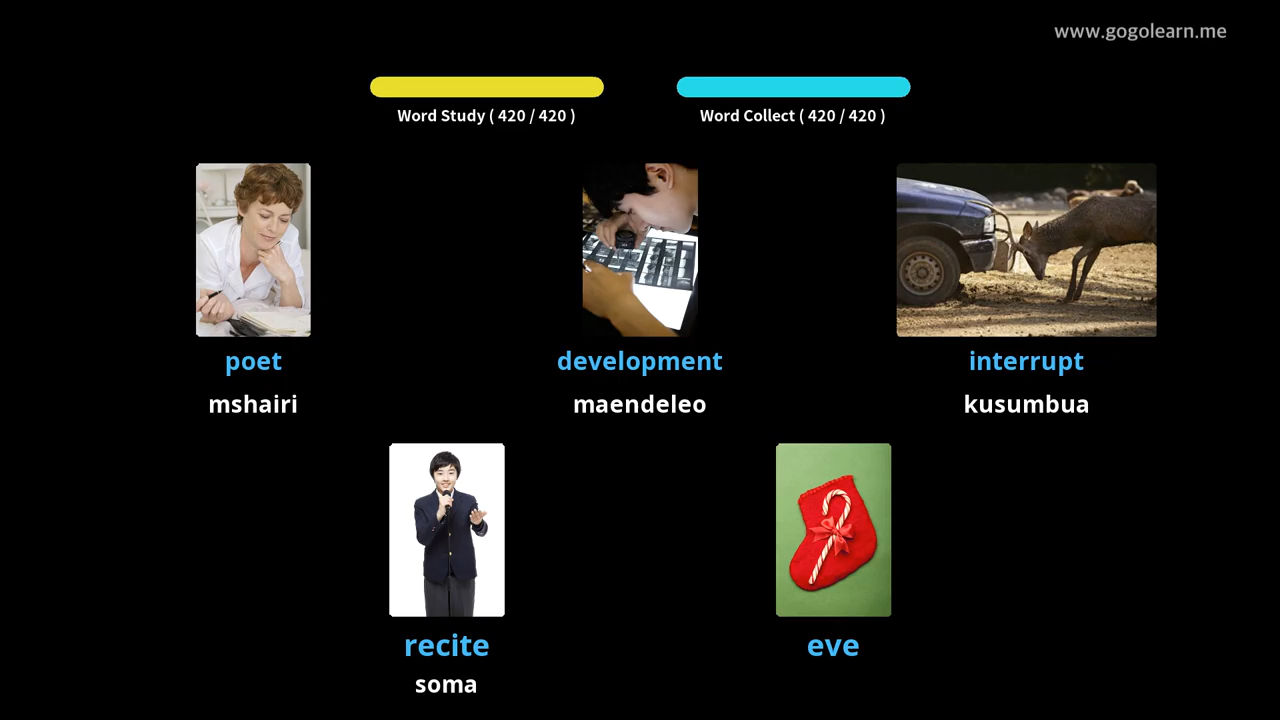 www.gogolearn.me
Word Study ( 420 / 420 )
Word Collect ( 420 / 420 )
poet
mshairi
development
maendeleo
interrupt
kusumbua
recite
soma
eve